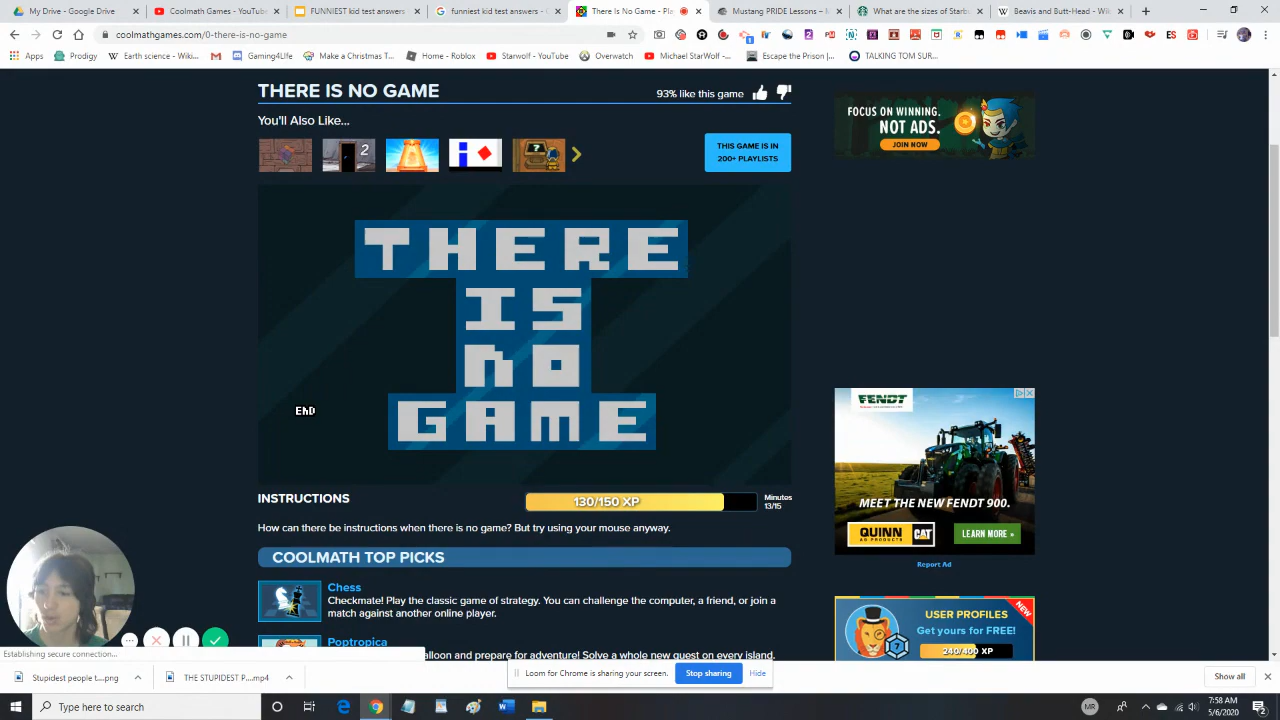 My Drive - Google Drive
Coolmath Games - YouTube
FUNNIEST kid test answers
funniest kid test answers -
There Is No Game - Pla
Mustang PRIDE Lessons - M
What are the sizes of Starb
Beavis and Butt-Head - Wik
coolmathgames.com/0-there-is-no-game
Apps
Prodigy
Earth science - Wiki...
Gaming4Life
Make a Christmas T...
Home - Roblox
Starwolf - YouTube
Overwatch
Michael StarWolf - ...
Escape the Prison |...
TALKING TOM SUR...
THERE IS NO GAME
93% like this game
You'll Also Like...
2
THIS GAME IS IN
200+ PLAYLISTS
FOCUS ON WINNING.
NOT ADS.
JOIN NOW
THERE
IS
NO
GAME
END
FENDT
MEET THE NEW FENDT 900.
QUINN
AG PRODUCTS
CAT
LEARN MORE »
Report Ad
INSTRUCTIONS
130/150 XP
Minutes
13/15
How can there be instructions when there is no game? But try using your mouse anyway.
COOLMATH TOP PICKS
Chess
Checkmate! Play the classic game of strategy. You can challenge the computer, a friend, or join a
match against another online player.
Poptropica
alloon and prepare for adventure! Solve a whole new quest on every island.
USER PROFILES
NEW
Get yours for FREE!
7
240/400 XP
Establishing secure connection...
Stupidest people t....png
THE STUPIDEST P....mp4
Loom for Chrome is sharing your screen.
Stop sharing
Hide
Show all
Type here to search
MR
7:58 AM
5/6/2020
2